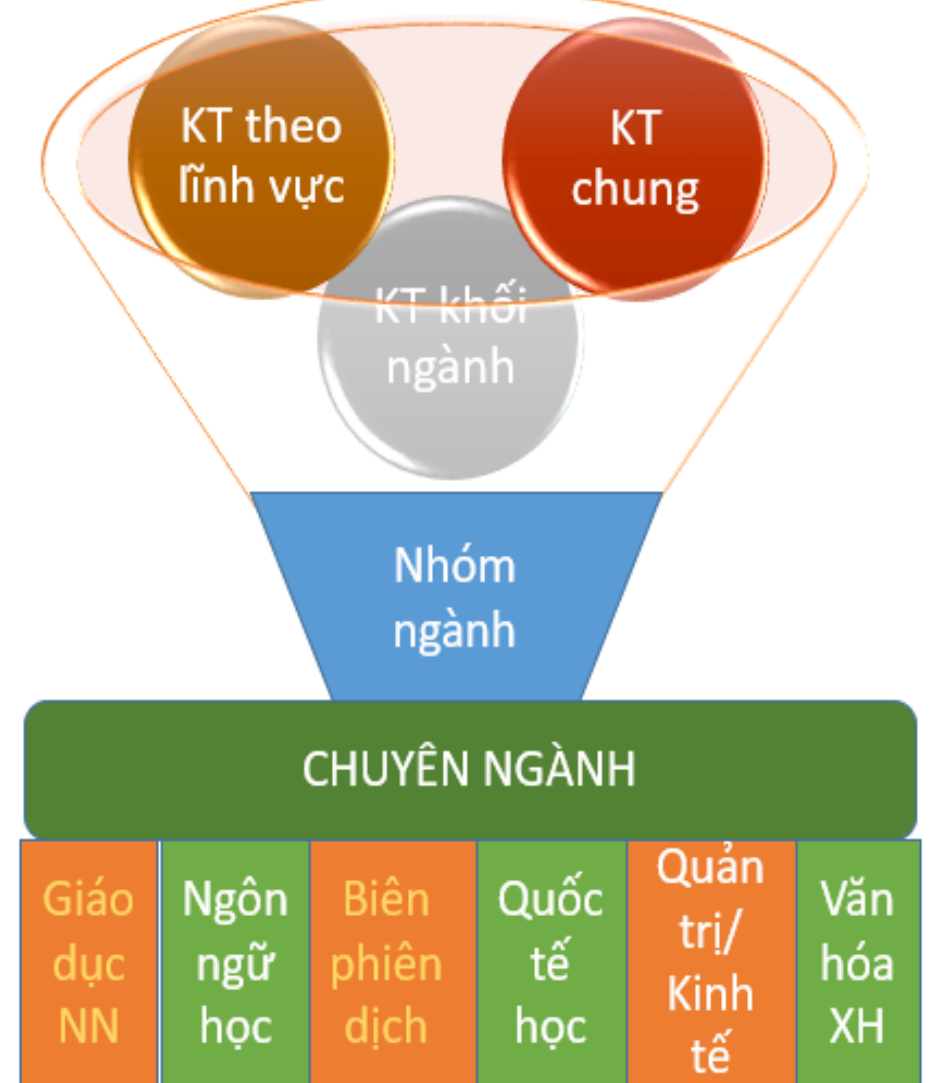 KT theo
lĩnh vực
KT
chung
KT khối
ngành
Nhóm
ngành
CHUYÊN NGÀNH
Giáo
dục
NN
Ngôn
ngữ
học
Biên
phiên
dịch
Quốc
tế
học
Quản
trị/
Kinh
tế
Văn
hóa
XH